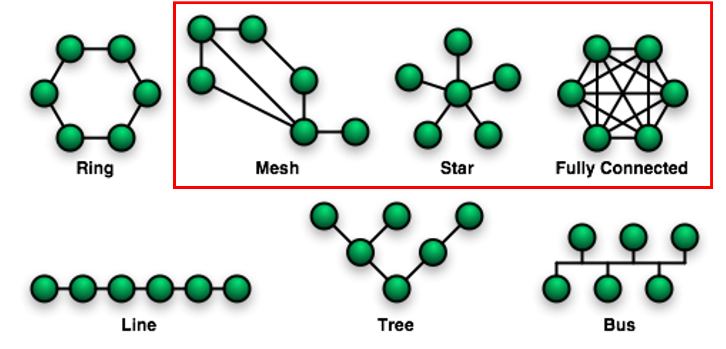 Ring
Mesh
Star
Fully Connected
Line
Tree
Bus